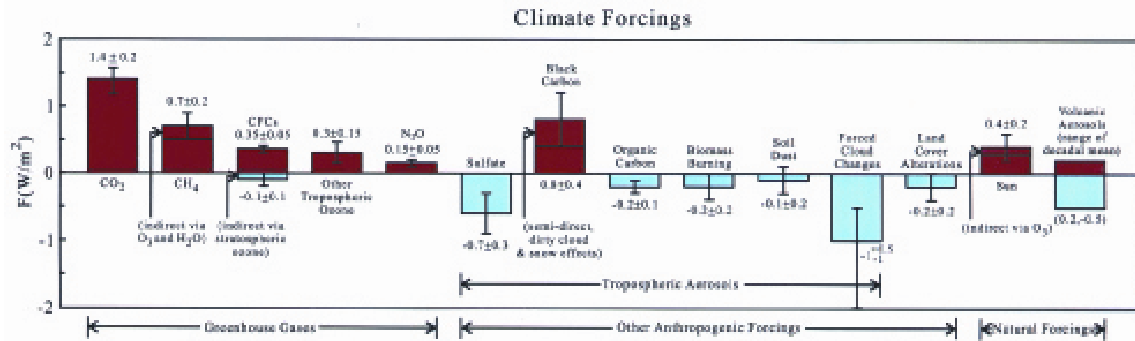 Climate Forcings
F(W/m²)
2
1
0
-1
-2
1.4±0.2
CO₂
0.7±0.2
CH₄
(indirect via
O₃ and H₂O)
CFCs
0.35±0.05
-0.1±0.1
(indirect via
stratospheric
ozone)
0.3±0.15
Other
Tropospheric
Ozone
N₂O
0.15±0.05
Sulfate
-0.7±0.3
Black
Carbon
0.8±0.4
(semi-direct,
dirty cloud
& snow effects)
Organic
Carbon
-0.2±0.1
Biomass
Burning
-0.2±0.2
Soil
Dust
-0.1±0.2
Forced
Cloud
Changes
Land
Cover
Alterations
-0.2±0.2
0.4±0.2
Sun
(indirect via O₃)
Volcanic
Aerosols
(range of
decadal mean)
(0.2,-0.5)
Tropospheric Aerosols
Greenhouse Gases
Other Anthropogenic Forcings
Natural Forcings